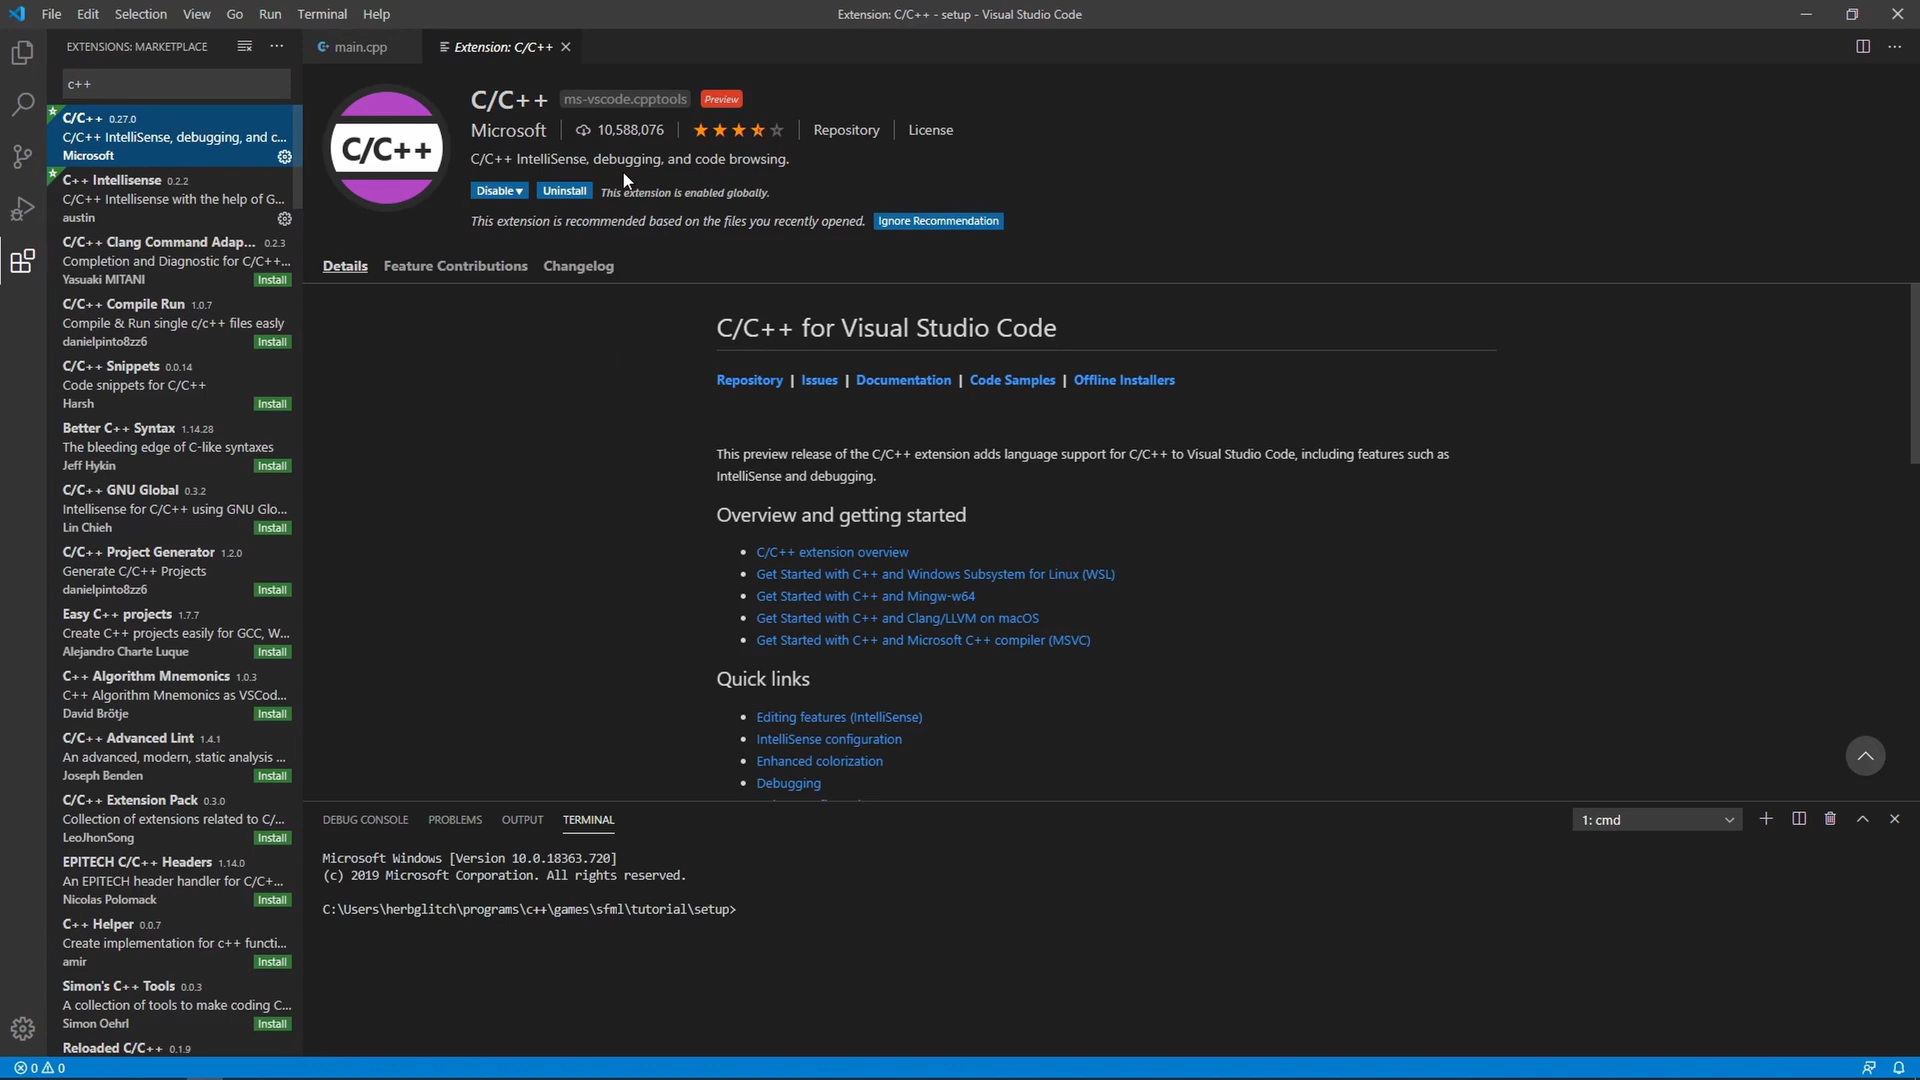 File Edit Selection View Go Run Terminal Help
Extension: C/C++ - setup - Visual Studio Code
EXTENSIONS: MARKETPLACE
c++
C/C++ 0.27.0
C/C++ IntelliSense, debugging, and c...
Microsoft
C++ Intellisense 0.2.2
C/C++ Intellisense with the help of G...
austin
C/C++ Clang Command Adap... 0.2.3
Completion and Diagnostic for C/C++...
Yasuaki MITANI Install
C/C++ Compile Run 1.0.7
Compile & Run single c/c++ files easly
danielpinto8zz6 Install
C/C++ Snippets 0.0.14
Code snippets for C/C++
Harsh Install
Better C++ Syntax 1.14.28
The bleeding edge of C-like syntaxes
Jeff Hykin Install
C/C++ GNU Global 0.3.2
Intellisense for C/C++ using GNU Glo...
Lin Chieh Install
C/C++ Project Generator 1.2.0
Generate C/C++ Projects
danielpinto8zz6 Install
Easy C++ projects 1.7.7
Create C++ projects easily for GCC, W...
Alejandro Charte Luque Install
C++ Algorithm Mnemonics 1.0.3
C++ Algorithm Mnemonics as VSCod...
David Brötje Install
C/C++ Advanced Lint 1.4.1
An advanced, modern, static analysis ...
Joseph Benden Install
C/C++ Extension Pack 0.3.0
Collection of extensions related to C/...
LeoJhonSong Install
EPITECH C/C++ Headers 1.14.0
An EPITECH header handler for C/C+...
Nicolas Polomack Install
C++ Helper 0.0.7
Create implementation for c++ functi...
amir Install
Simon's C++ Tools 0.0.3
A collection of tools to make coding C...
Simon Oehrl Install
Reloaded C/C++ 0.1.9
main.cpp
Extension: C/C++
C/C++
C/C++ ms-vscode.cpptools Preview
Microsoft 10,588,076 Repository License
C/C++ IntelliSense, debugging, and code browsing.
Disable Uninstall This extension is enabled globally.
This extension is recommended based on the files you recently opened. Ignore Recommendation
Details Feature Contributions Changelog
C/C++ for Visual Studio Code
Repository | Issues | Documentation | Code Samples | Offline Installers
This preview release of the C/C++ extension adds language support for C/C++ to Visual Studio Code, including features such as
IntelliSense and debugging.
Overview and getting started
C/C++ extension overview
Get Started with C++ and Windows Subsystem for Linux (WSL)
Get Started with C++ and Mingw-w64
Get Started with C++ and Clang/LLVM on macOS
Get Started with C++ and Microsoft C++ compiler (MSVC)
Quick links
Editing features (IntelliSense)
IntelliSense configuration
Enhanced colorization
Debugging
DEBUG CONSOLE PROBLEMS OUTPUT TERMINAL
1: cmd
Microsoft Windows [Version 10.0.18363.720]
(c) 2019 Microsoft Corporation. All rights reserved.
C:\Users\herbglitch\programs\c++\games\sfml\tutorial\setup>
0 0